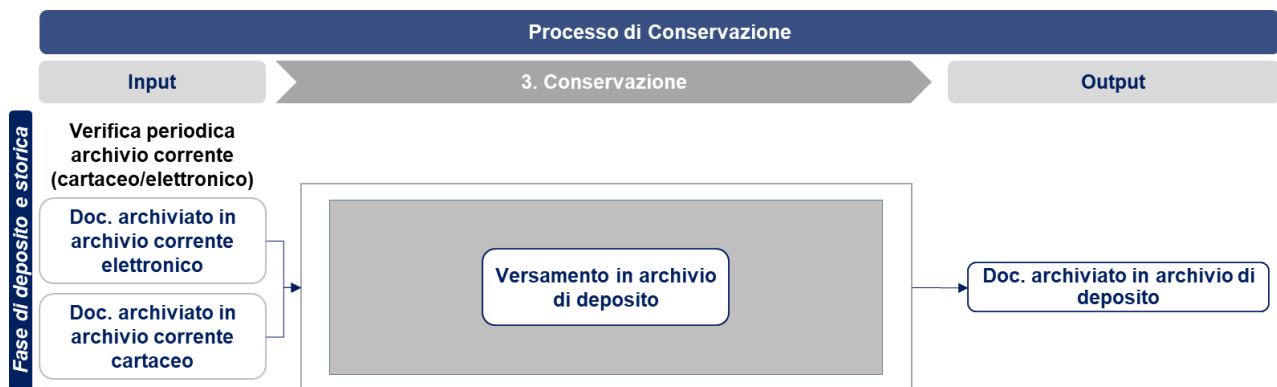 Processo di Conservazione
Input
3. Conservazione
Output
Fase di deposito e storica
Verifica periodica
archivio corrente
(cartaceo/elettronico)
Doc. archiviato in
archivio corrente
elettronico
Doc. archiviato in
archivio corrente
cartaceo
Versamento in archivio
di deposito
Doc. archiviato in archivio di
deposito